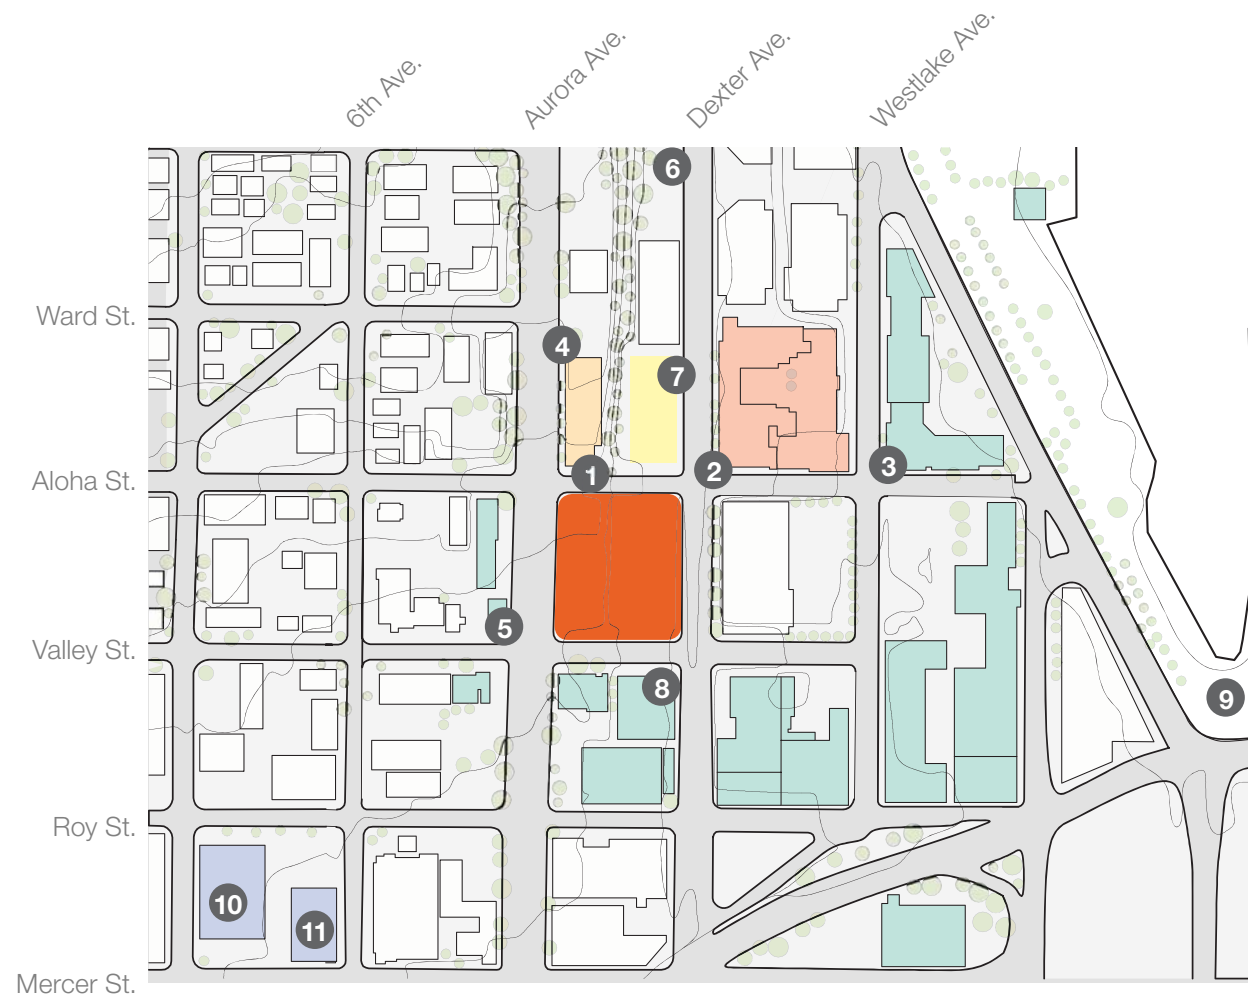 6th Ave.
Aurora Ave.
Dexter Ave.
Westlake Ave.
6
Ward St.
4
7
1
2
3
Aloha St.
5
Valley St.
8
9
Roy St.
10
11
Mercer St.